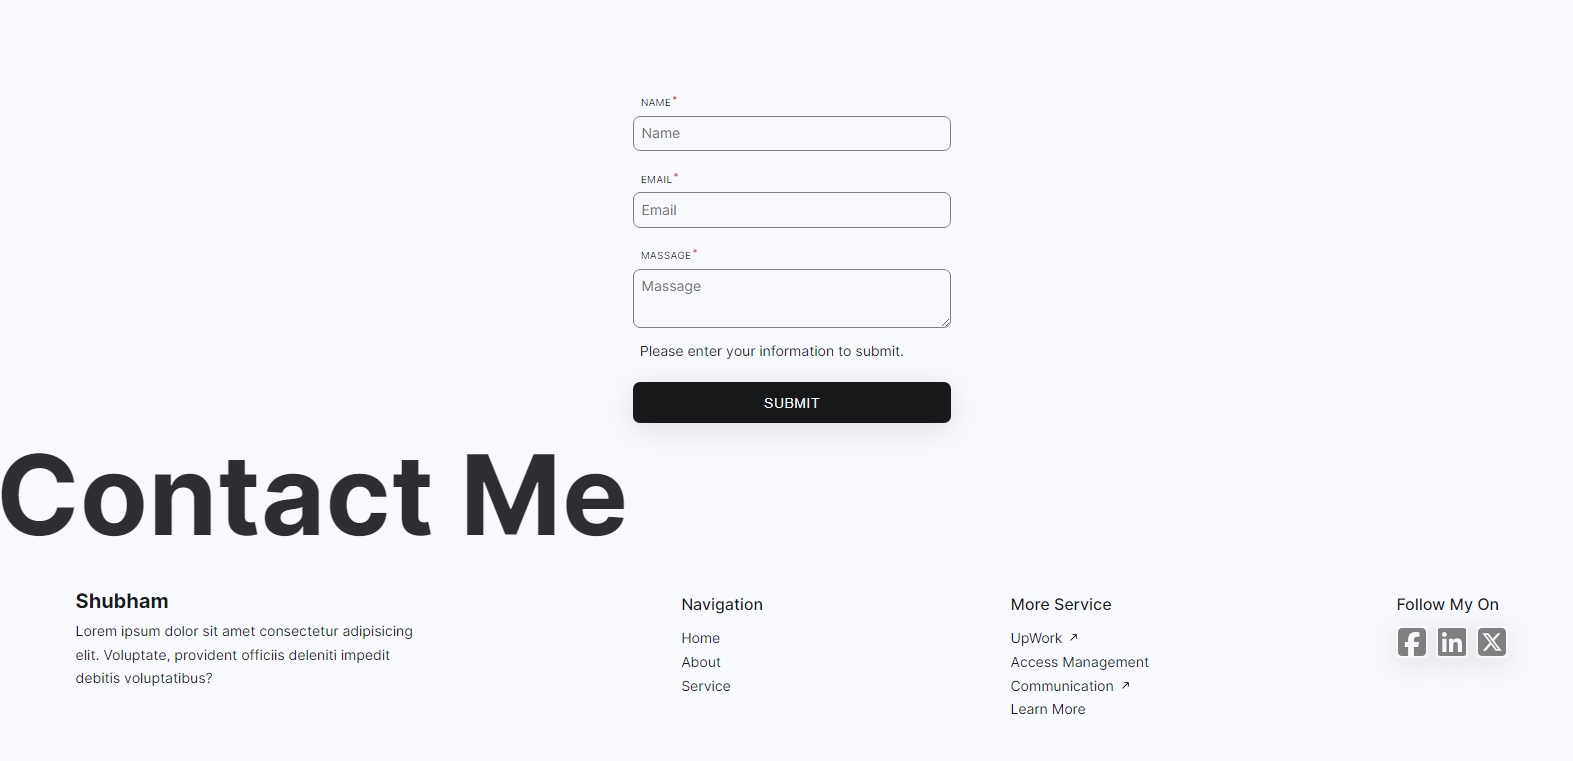 NAME*
Name
EMAIL*
Email
MASSAGE*
Massage
Please enter your information to submit.
SUBMIT
Contact Me
Shubham
Lorem ipsum dolor sit amet consectetur adipisicing
elit. Voluptate, provident officiis deleniti impedit
debitis voluptatibus?
Navigation
Home
About
Service
More Service
UpWork ↗
Access Management
Communication ↗
Learn More
Follow My On